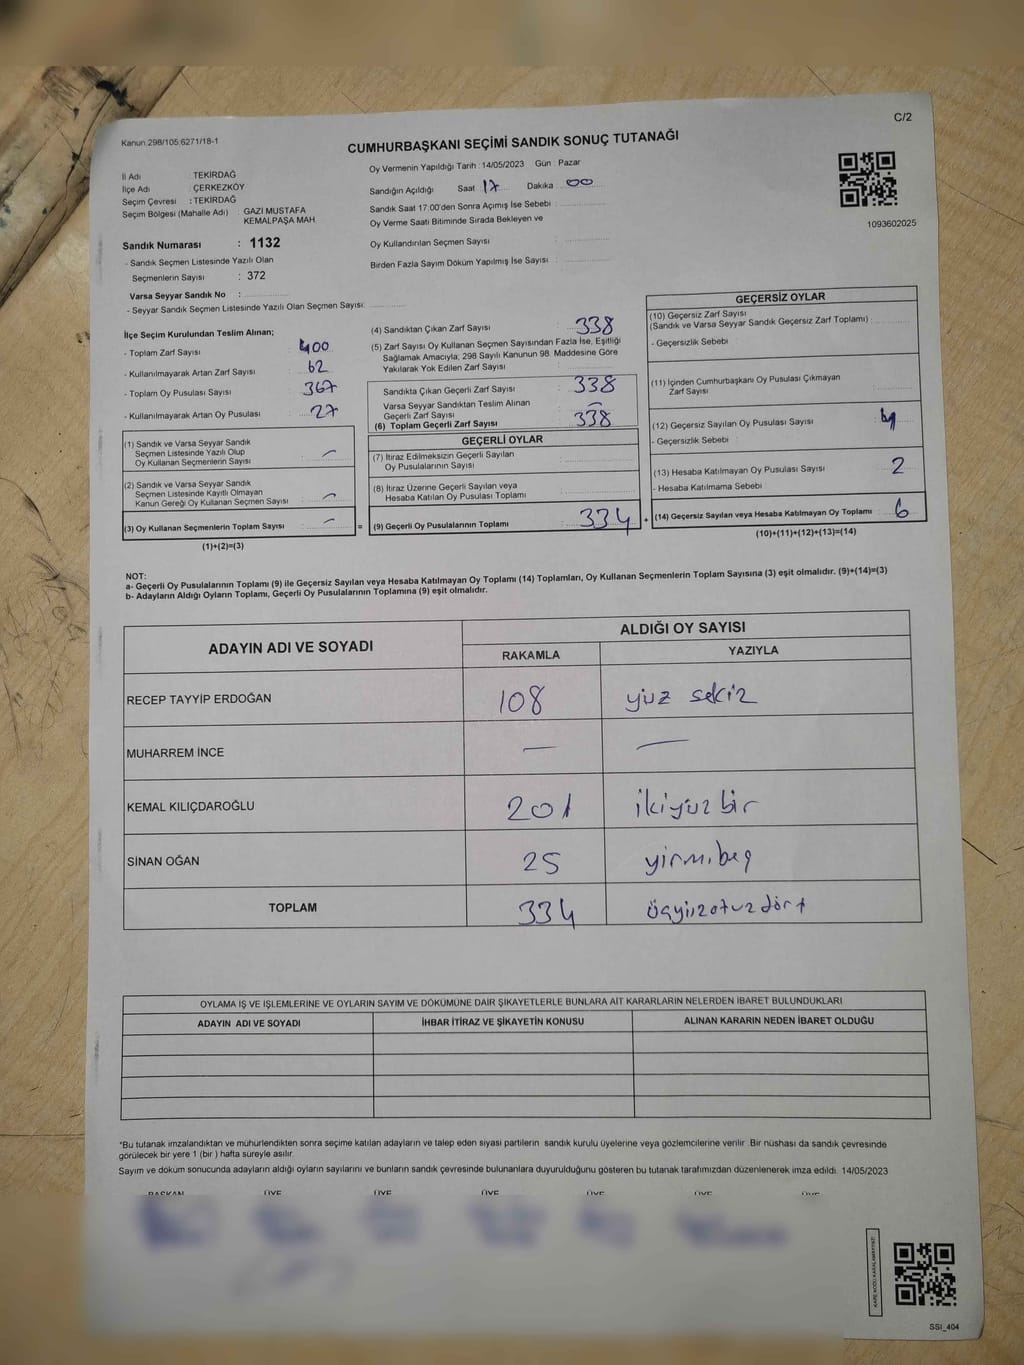 C/2
Kanun.298/105:6271/18-1
CUMHURBAŞKANI SEÇİMİ SANDIK SONUÇ TUTANAĞI
İl Adı : TEKİRDAĞ
İlçe Adı : ÇERKEZKÖY
Seçim Çevresi : TEKİRDAĞ
Seçim Bölgesi (Mahalle Adı) : GAZİ MUSTAFA
KEMALPAŞA MAH.
Sandık Numarası : 1132
- Sandık Seçmen Listesinde Yazılı Olan
Seçmenlerin Sayısı : 372
Varsa Seyyar Sandık No :
- Seyyar Sandık Seçmen Listesinde Yazılı Olan Seçmen Sayısı:
Oy Vermenin Yapıldığı Tarih : 14/05/2023 Gün : Pazar
Sandığın Açıldığı Saat 17 Dakika 00
Sandık Saat 17:00'den Sonra Açımış İse Sebebi :
Oy Verme Saati Bitiminde Sırada Bekleyen ve
Oy Kullandırılan Seçmen Sayısı :
Birden Fazla Sayım Döküm Yapılmış İse Sayısı :
1093602025
İlçe Seçim Kurulundan Teslim Alınan;
- Toplam Zarf Sayısı : 400
- Kullanılmayarak Artan Zarf Sayısı : 62
- Toplam Oy Pusulası Sayısı : 367
- Kullanılmayarak Artan Oy Pusulası : 27
(1) Sandık ve Varsa Seyyar Sandık
Seçmen Listesinde Yazılı Olup
Oy Kullanan Seçmenlerin Sayısı : –
(2) Sandık ve Varsa Seyyar Sandık
Seçmen Listesinde Kayıtlı Olmayan
Kanun Gereği Oy Kullanan Seçmen Sayısı : –
(3) Oy Kullanan Seçmenlerin Toplam Sayısı : – =
(1)+(2)=(3)
(4) Sandıktan Çıkan Zarf Sayısı : 338
(5) Zarf Sayısı Oy Kullanan Seçmen Sayısından Fazla İse, Eşitliği
Sağlamak Amacıyla; 298 Sayılı Kanunun 98. Maddesine Göre
Yakılarak Yok Edilen Zarf Sayısı :
Sandıkta Çıkan Geçerli Zarf Sayısı : 338
Varsa Seyyar Sandıktan Teslim Alınan
Geçerli Zarf Sayısı : –
(6) Toplam Geçerli Zarf Sayısı : 338
GEÇERLİ OYLAR
(7) İtiraz Edilmeksizin Geçerli Sayılan
Oy Pusulalarının Sayısı :
(8) İtiraz Üzerine Geçerli Sayılan veya
Hesaba Katılan Oy Pusulası Toplamı :
(9) Geçerli Oy Pusulalarının Toplamı : 334 +
GEÇERSİZ OYLAR
(10) Geçersiz Zarf Sayısı
(Sandık ve Varsa Seyyar Sandık Geçersiz Zarf Toplamı) :
- Geçersizlik Sebebi :
(11) İçinden Cumhurbaşkanı Oy Pusulası Çıkmayan
Zarf Sayısı :
(12) Geçersiz Sayılan Oy Pusulası Sayısı : 4
- Geçersizlik Sebebi :
(13) Hesaba Katılmayan Oy Pusulası Sayısı : 2
- Hesaba Katılmama Sebebi :
(14) Geçersiz Sayılan veya Hesaba Katılmayan Oy Toplamı : 6
(10)+(11)+(12)+(13)=(14)
NOT:
a- Geçerli Oy Pusulalarının Toplamı (9) ile Geçersiz Sayılan veya Hesaba Katılmayan Oy Toplamı (14) Toplamları, Oy Kullanan Seçmenlerin Toplam Sayısına (3) eşit olmalıdır. (9)+(14)=(3)
b- Adayların Aldığı Oyların Toplamı, Geçerli Oy Pusulalarının Toplamına (9) eşit olmalıdır.
ADAYIN ADI VE SOYADI ALDIĞI OY SAYISI
RAKAMLA YAZIYLA
RECEP TAYYİP ERDOĞAN 108 yüz sekiz
MUHARREM İNCE – –
KEMAL KILIÇDAROĞLU 201 ikiyüz bir
SİNAN OĞAN 25 yirmibeş
TOPLAM 334 üçyüzotuzdört
OYLAMA İŞ VE İŞLEMLERİNE VE OYLARIN SAYIM VE DÖKÜMÜNE DAİR ŞİKAYETLERLE BUNLARA AİT KARARLARIN NELERDEN İBARET BULUNDUKLARI
ADAYIN ADI VE SOYADI İHBAR İTİRAZ VE ŞİKAYETİN KONUSU ALINAN KARARIN NEDEN İBARET OLDUĞU
*Bu tutanak imzalandıktan ve mühürlendikten sonra seçime katılan adayların ve talep eden siyasi partilerin sandık kurulu üyelerine veya gözlemcilerine verilir. Bir nüshası da sandık çevresinde
görülecek bir yere 1 (bir ) hafta süreyle asılır.
Sayım ve döküm sonucunda adayların aldığı oyların sayılarını ve bunların sandık çevresinde bulunanlara duyurulduğunu gösteren bu tutanak tarafımızdan düzenlenerek imza edildi. 14/05/2023
BAŞKAN ÜYE ÜYE ÜYE ÜYE ÜYE ÜYE
SSI_404